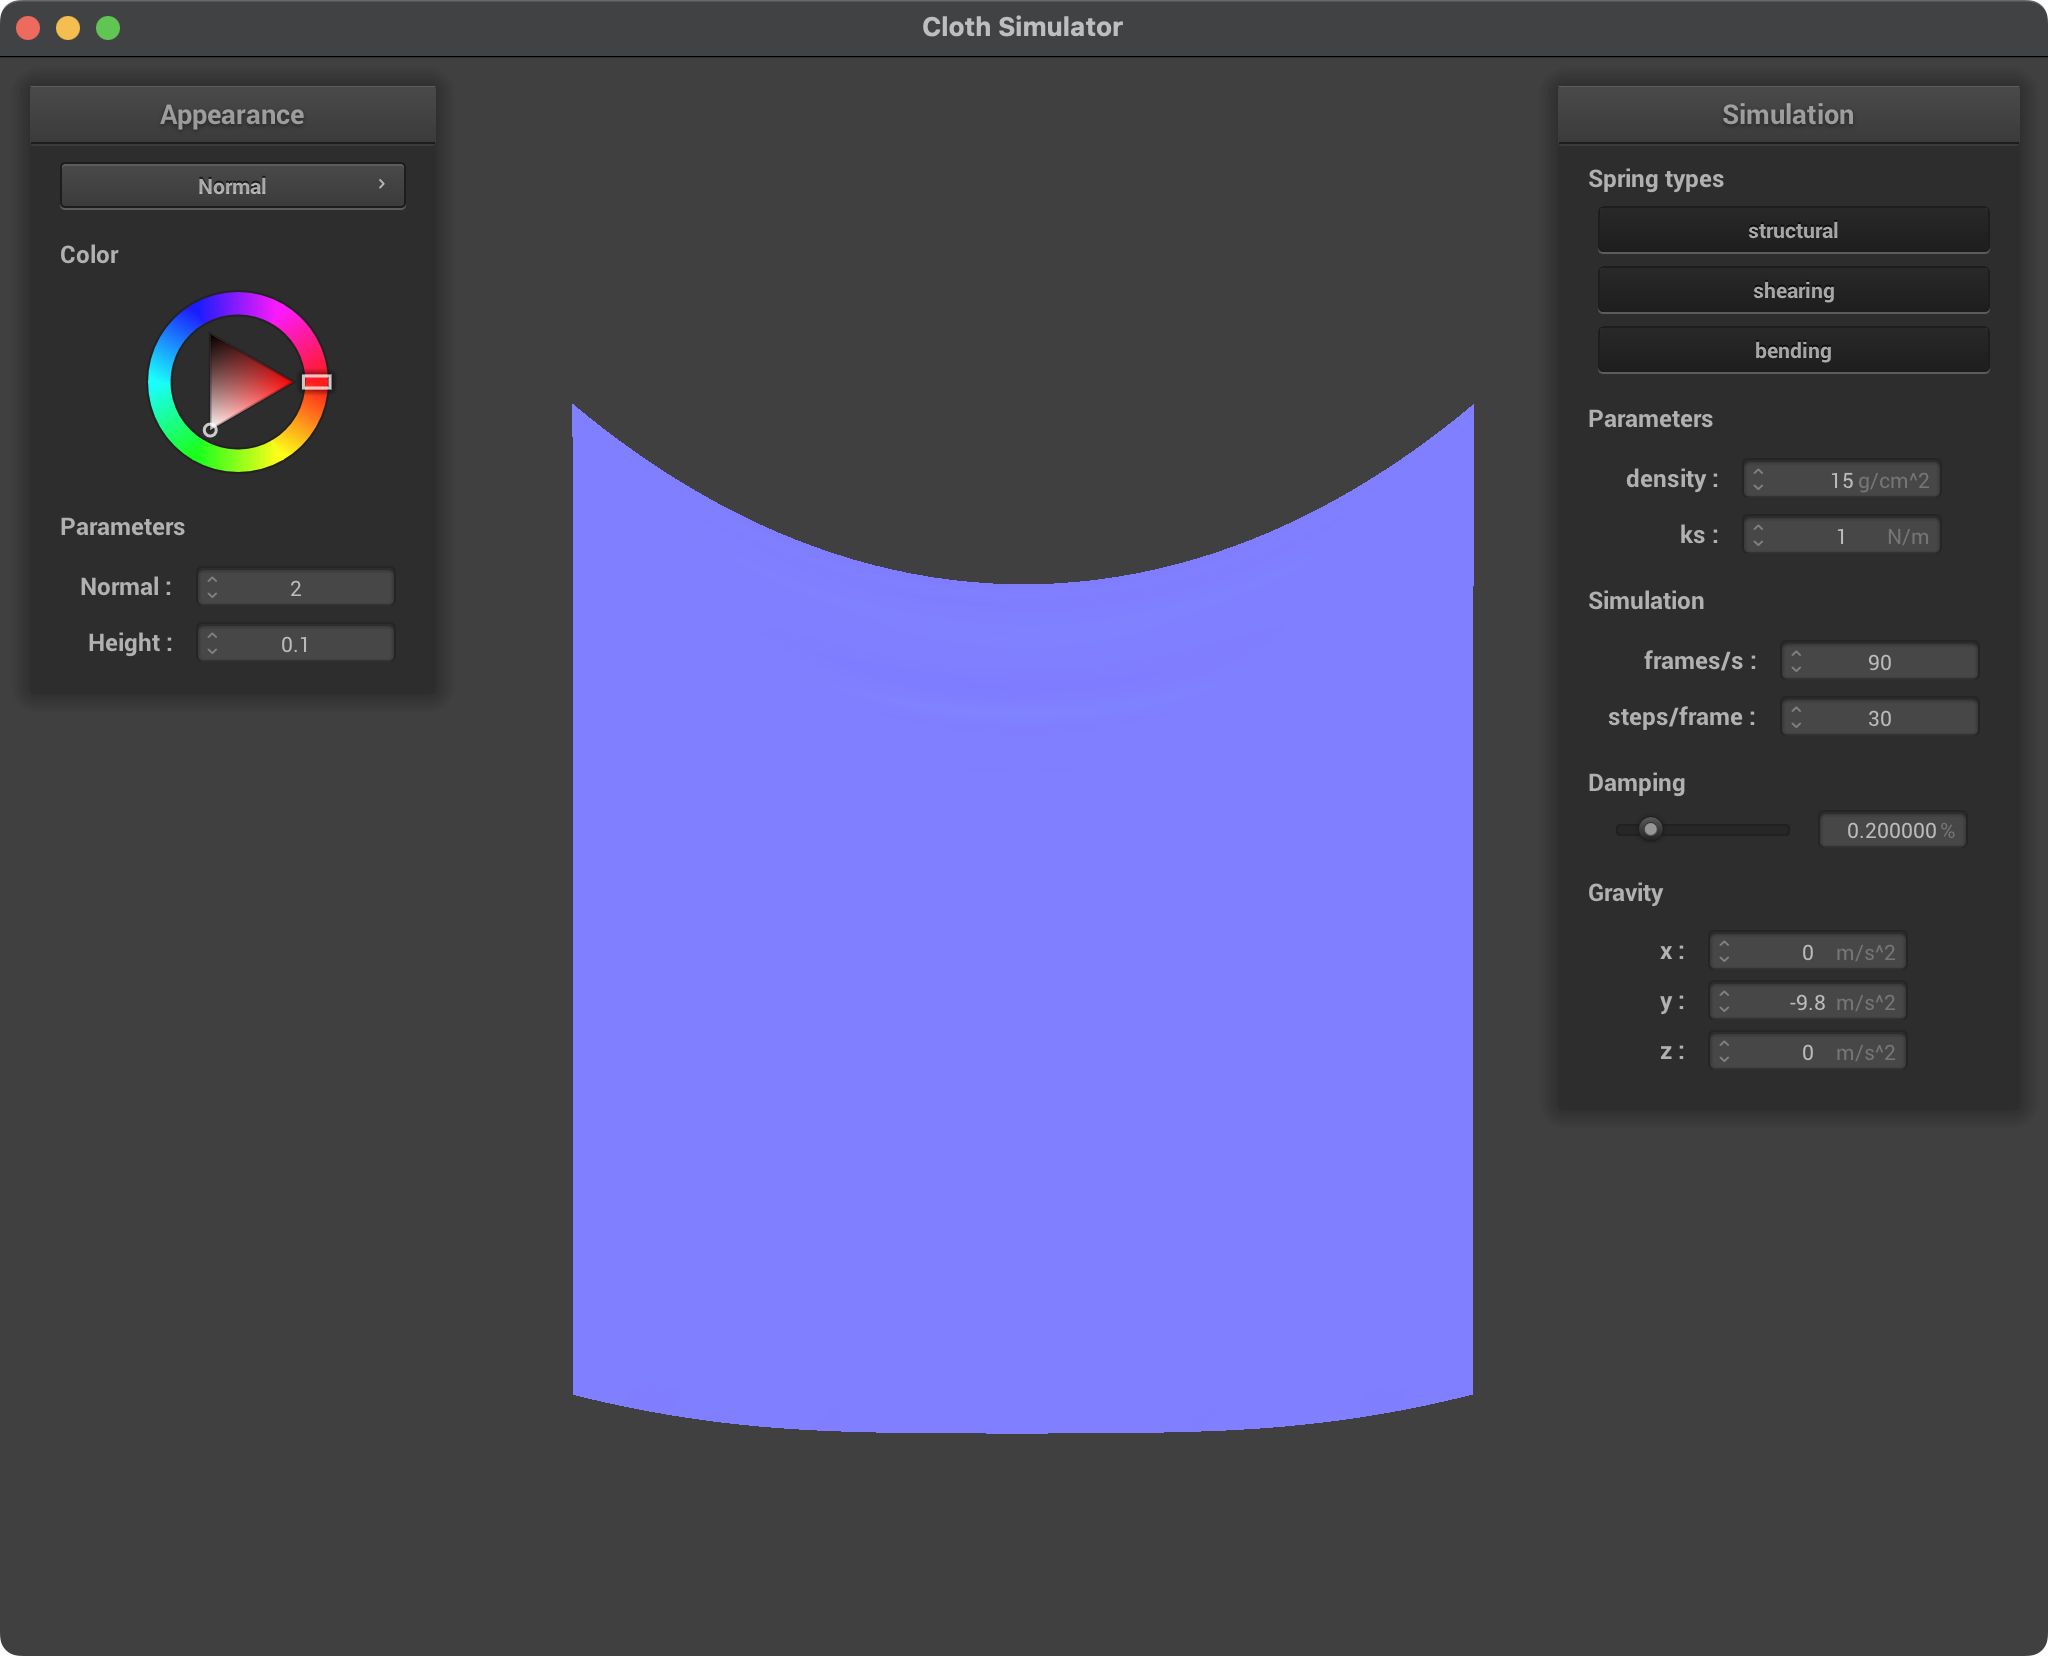 Cloth Simulator
Appearance
Normal
Color
Parameters
Normal : 2
Height : 0.1
Simulation
Spring types
structural
shearing
bending
Parameters
density : 15 g/cm^2
ks : 1 N/m
Simulation
frames/s : 90
steps/frame : 30
Damping
0.200000 %
Gravity
x : 0 m/s^2
y : -9.8 m/s^2
z : 0 m/s^2